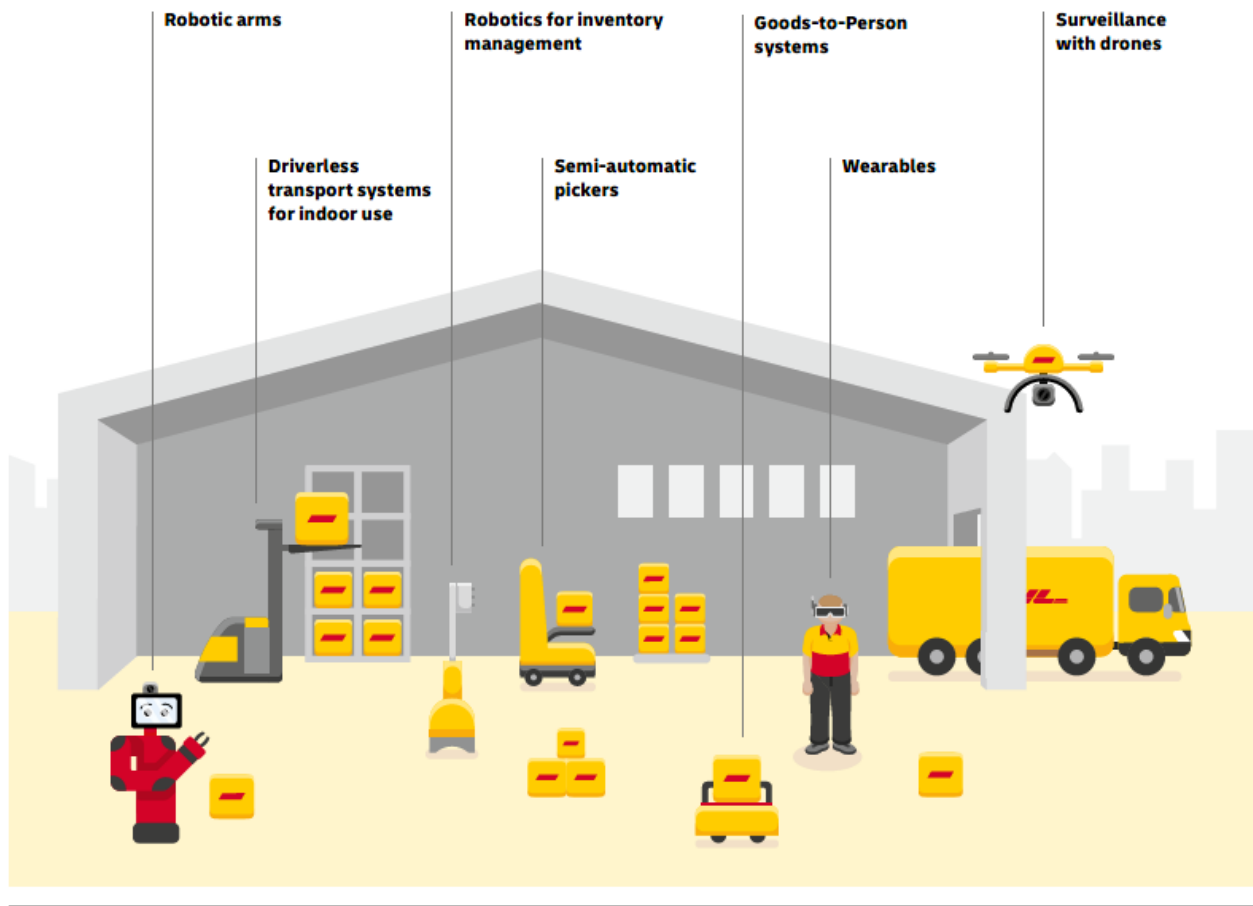 Robotic arms
Robotics for inventory
management
Goods-to-Person
systems
Surveillance
with drones
Driverless
transport systems
for indoor use
Semi-automatic
pickers
Wearables